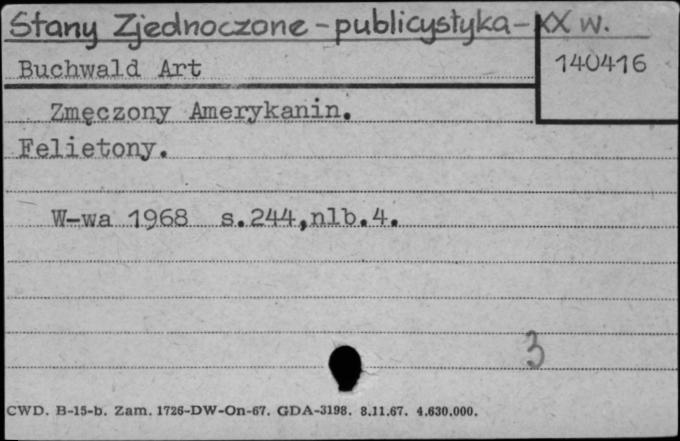 Stany Zjednoczone - publicystyka - XX w.
Buchwald Art
140416
Zmęczony Amerykanin.
Felietony.
W-wa 1968 s.244,nlb.4.
3
CWD. B-15-b. Zam. 1726-DW-On-67. GDA-3198. 8.11.67. 4.630.000.